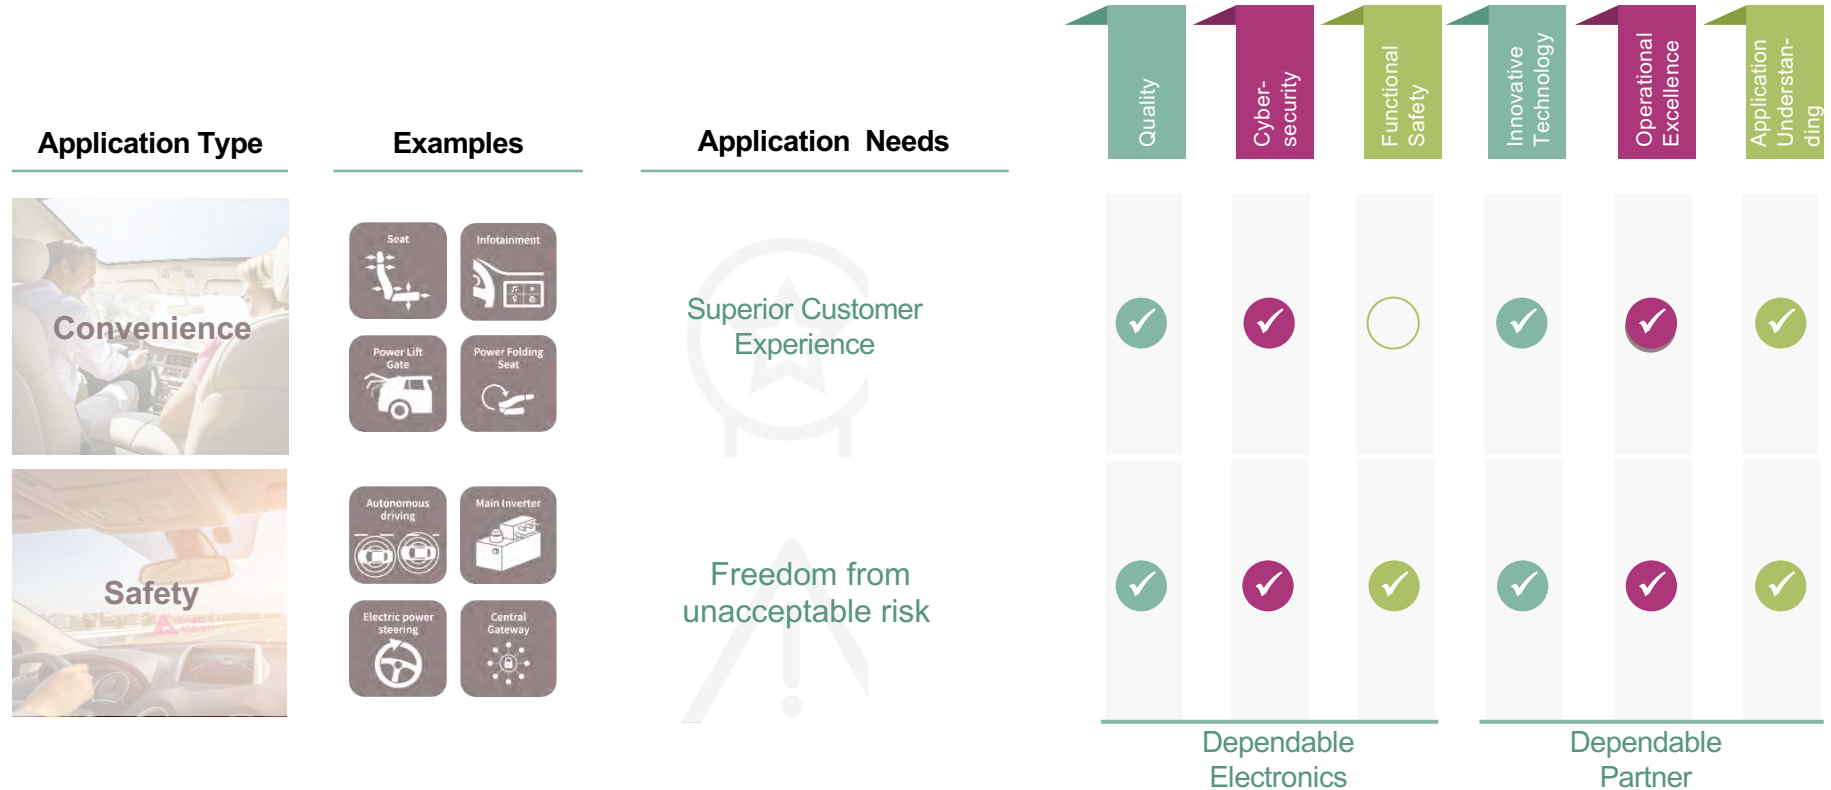 Quality
Cyber-
security
Functional
Safety
Innovative
Technology
Operational
Excellence
Application
Understan-
ding
Application Type
Examples
Application Needs
Convenience
Seat
Infotainment
Power Lift
Gate
Power Folding
Seat
Superior Customer
Experience
Safety
Autonomous
driving
Main Inverter
Electric power
steering
Central
Gateway
Freedom from
unacceptable risk
Dependable
Electronics
Dependable
Partner